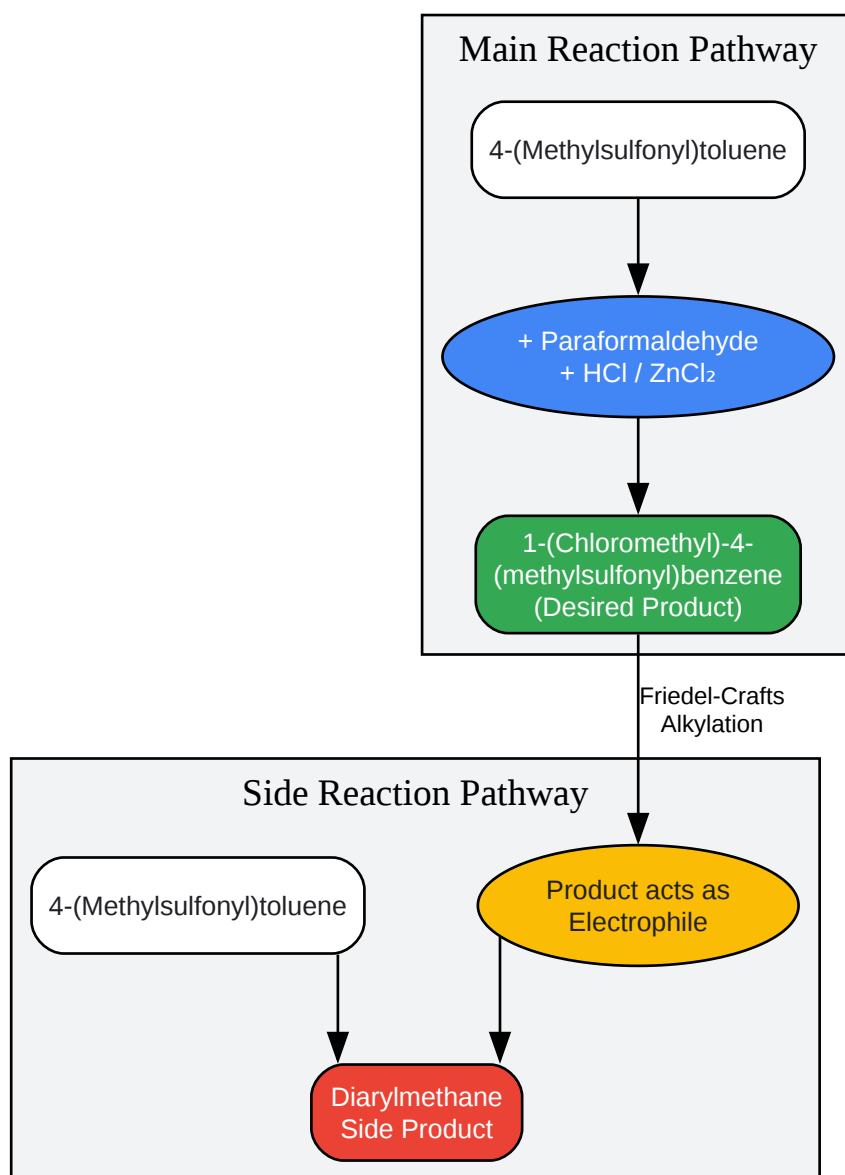 Main Reaction Pathway
4-(Methylsulfonyl)toluene
+ Paraformaldehyde
+ HCl / ZnCl₂
1-(Chloromethyl)-4-
(methylsulfonyl)benzene
(Desired Product)
Friedel-Crafts
Alkylation
Side Reaction Pathway
4-(Methylsulfonyl)toluene
Product acts as
Electrophile
Diarylmethane
Side Product